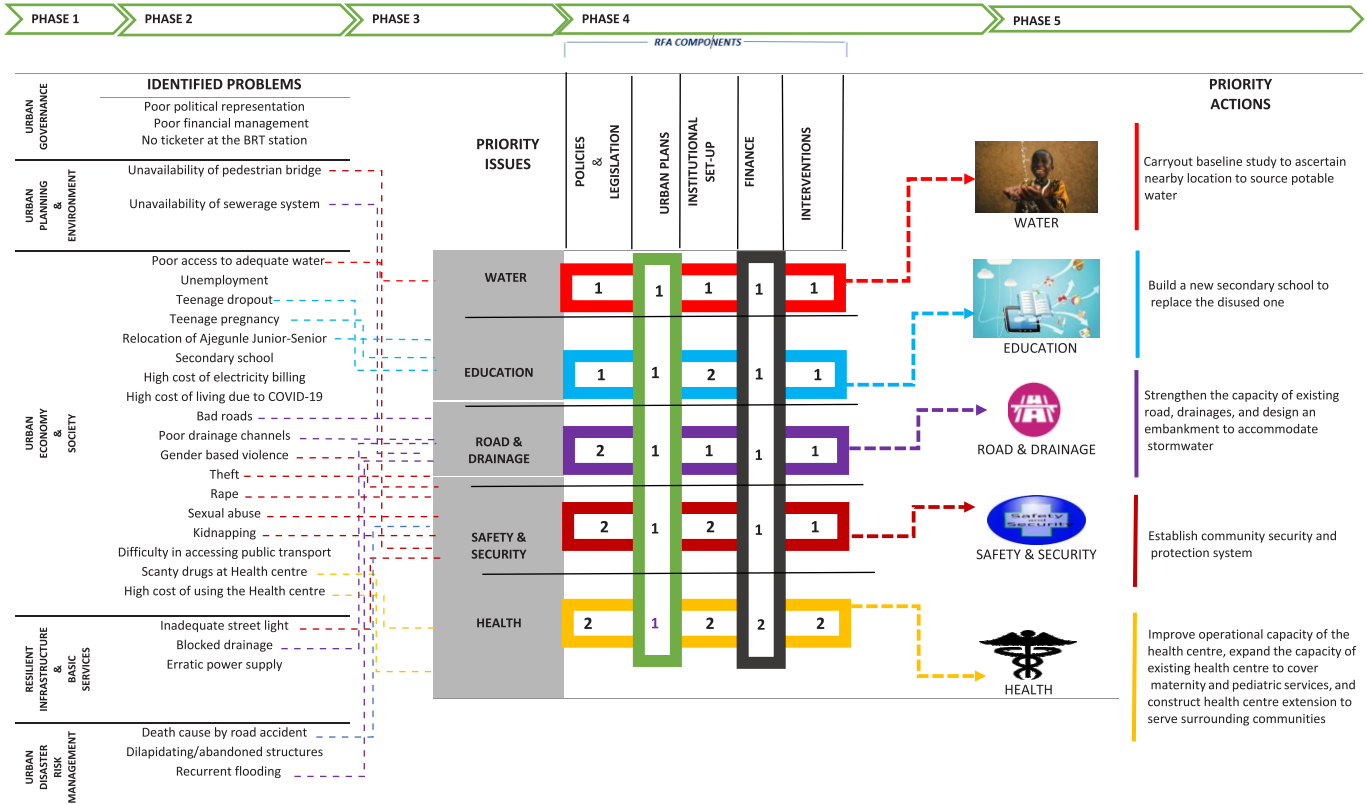 PHASE 1
PHASE 2
PHASE 3
PHASE 4
PHASE 5
RFA COMPONENTS
URBAN
GOVERNANCE
IDENTIFIED PROBLEMS
Poor political representation
Poor financial management
No ticketer at the BRT station
URBAN
PLANNING
&
ENVIRONMENT
Unavailability of pedestrian bridge
Unavailability of sewerage system
URBAN
ECONOMY
&
SOCIETY
Poor access to adequate water
Unemployment
Teenage dropout
Teenage pregnancy
Relocation of Ajegunle Junior-Senior
Secondary school
High cost of electricity billing
High cost of living due to COVID-19
Bad roads
Poor drainage channels
Gender based violence
Theft
Rape
Sexual abuse
Kidnapping
Difficulty in accessing public transport
Scanty drugs at Health centre
High cost of using the Health centre
RESILIENT
INFRASTRUCTURE
&
BASIC
SERVICES
Inadequate street light
Blocked drainage
Erratic power supply
URBAN
DISASTER
RISK
MANAGEMENT
Death cause by road accident
Dilapidating/abandoned structures
Recurrent flooding
PRIORITY
ISSUES
POLICIES
&
LEGISLATION
URBAN PLANS
INSTITUTIONAL
SET-UP
FINANCE
INTERVENTIONS
WATER
1 1 1 1 1
EDUCATION
1 1 2 1 1
ROAD &
DRAINAGE
2 1 1 1 1
SAFETY &
SECURITY
2 1 2 1 1
HEALTH
2 1 2 2 2
WATER
EDUCATION
ROAD & DRAINAGE
Safety
and
Security
SAFETY & SECURITY
HEALTH
PRIORITY
ACTIONS
Carryout baseline study to ascertain
nearby location to source potable
water
Build a new secondary school to
replace the disused one
Strengthen the capacity of existing
road, drainages, and design an
embankment to accommodate
stormwater
Establish community security and
protection system
Improve operational capacity of the
health centre, expand the capacity of
existing health centre to cover
maternity and pediatric services, and
construct health centre extension to
serve surrounding communities